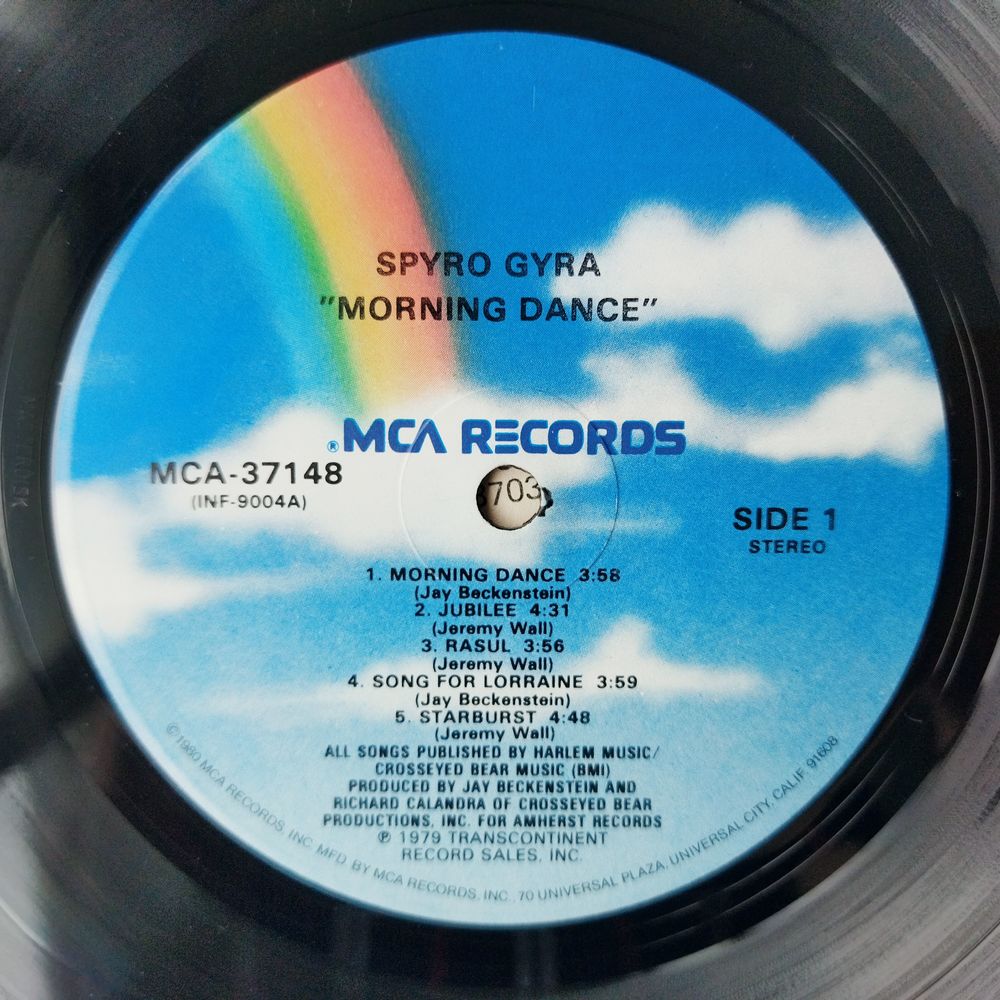 SPYRO GYRA
"MORNING DANCE"
®MCA RECORDS
MCA-37148
(INF-9004A)
703
SIDE 1
STEREO
1. MORNING DANCE 3:58
(Jay Beckenstein)
2. JUBILEE 4:31
(Jeremy Wall)
3. RASUL 3:56
(Jeremy Wall)
4. SONG FOR LORRAINE 3:59
(Jay Beckenstein)
5. STARBURST 4:48
(Jeremy Wall)
ALL SONGS PUBLISHED BY HARLEM MUSIC/
CROSSEYED BEAR MUSIC (BMI)
PRODUCED BY JAY BECKENSTEIN AND
RICHARD CALANDRA OF CROSSEYED BEAR
PRODUCTIONS, INC. FOR AMHERST RECORDS
℗ 1979 TRANSCONTINENT
RECORD SALES, INC.
©1980 MCA RECORDS, INC. MFD. BY MCA RECORDS, INC., 70 UNIVERSAL PLAZA, UNIVERSAL CITY, CALIF. 91608